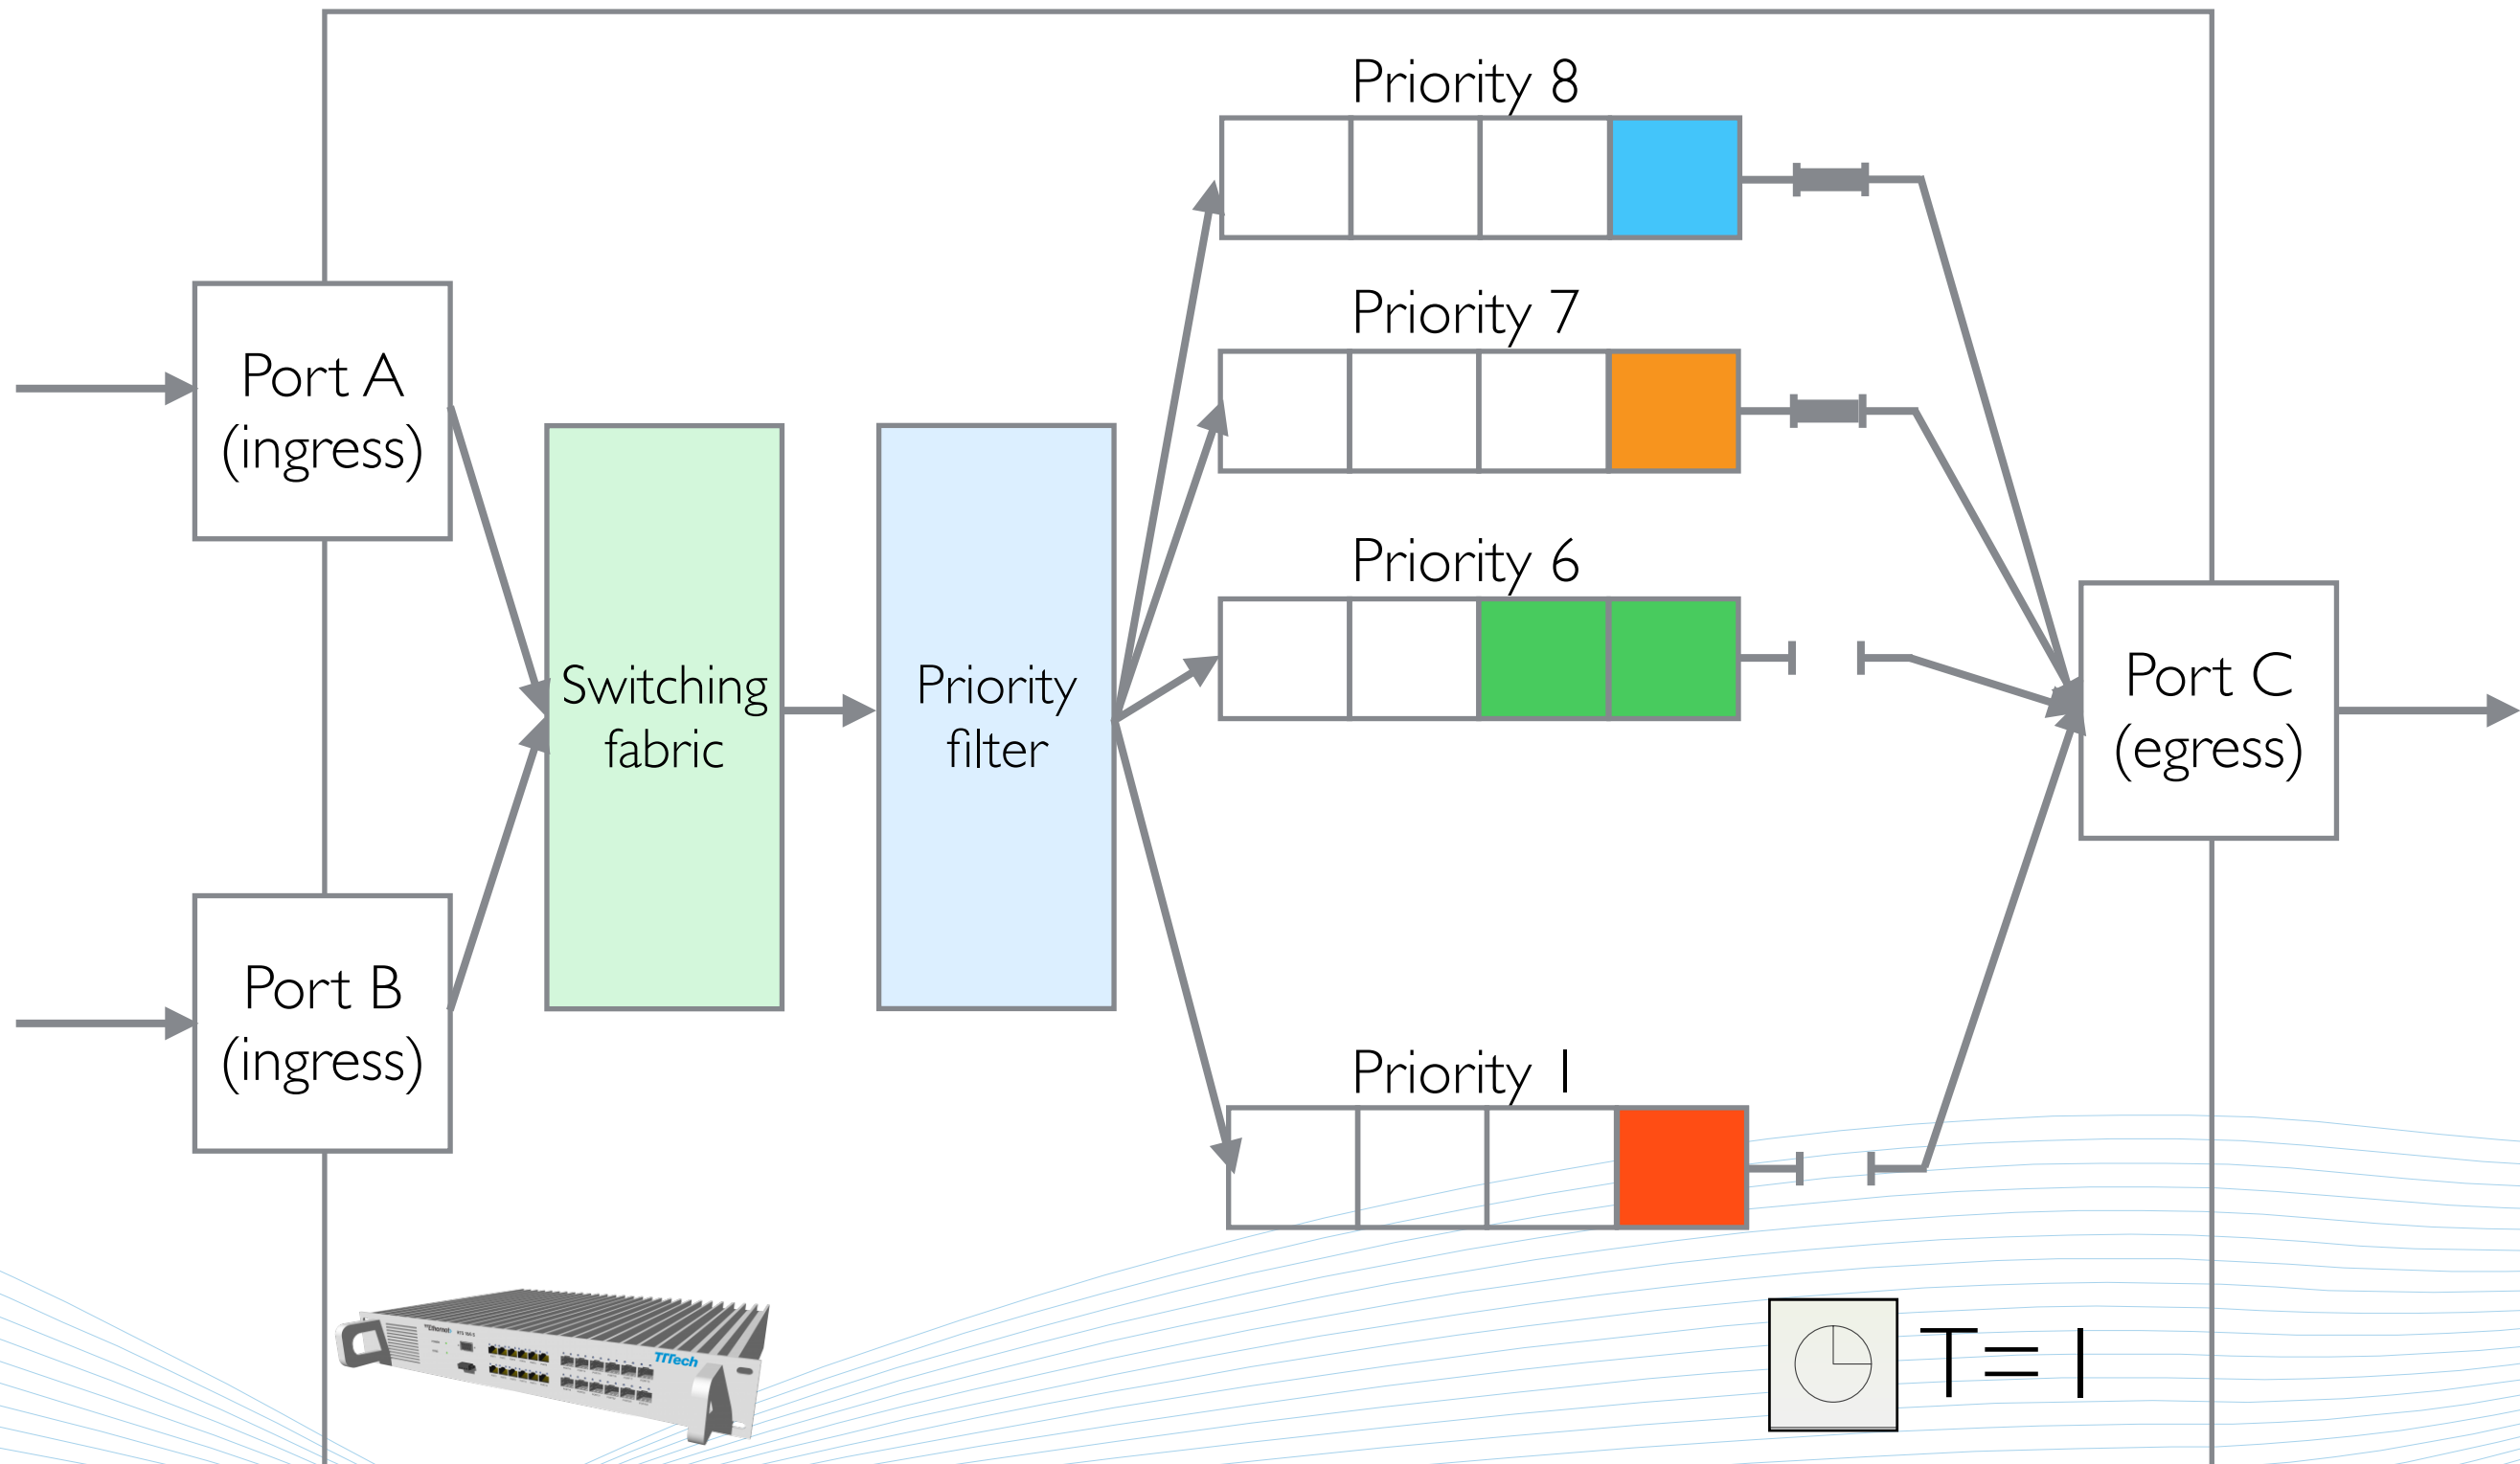 Priority 8
Priority 7
Port A
(ingress)
Priority 6
Switching
fabric
Priority
filter
Port C
(egress)
Port B
(ingress)
Priority 1
TTTech
T=1